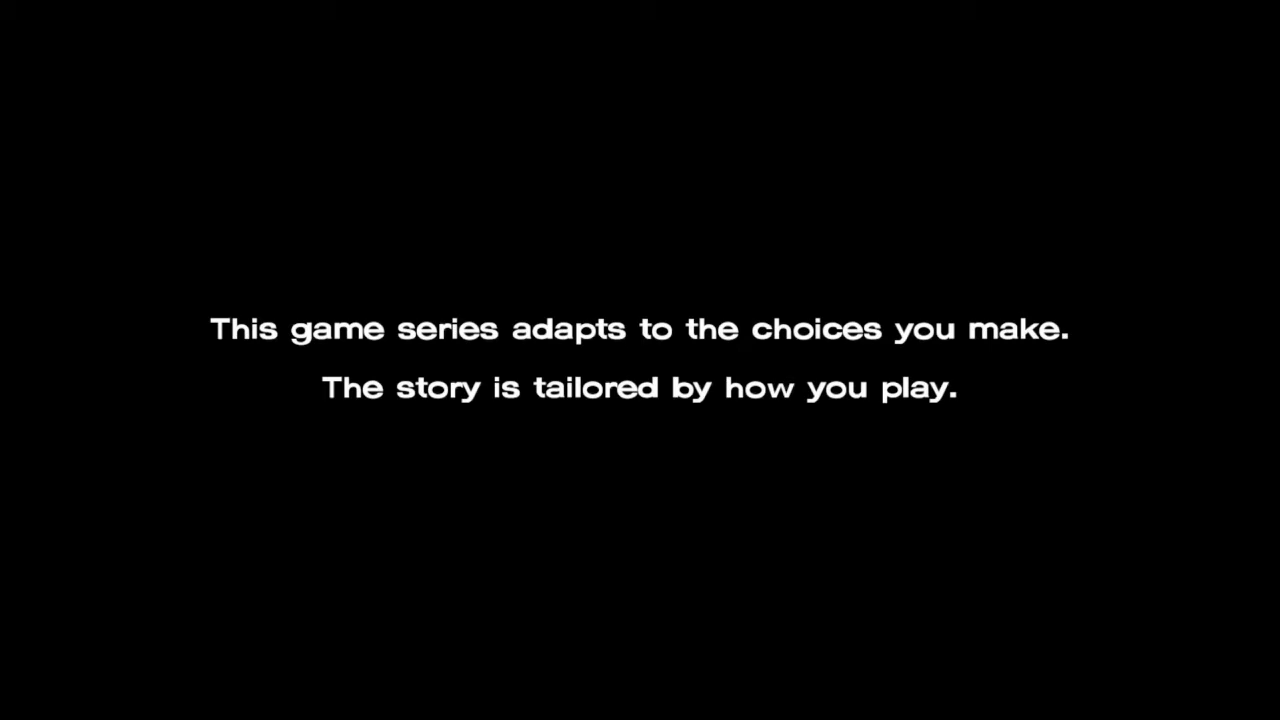 This game series adapts to the choices you make.
The story is tailored by how you play.